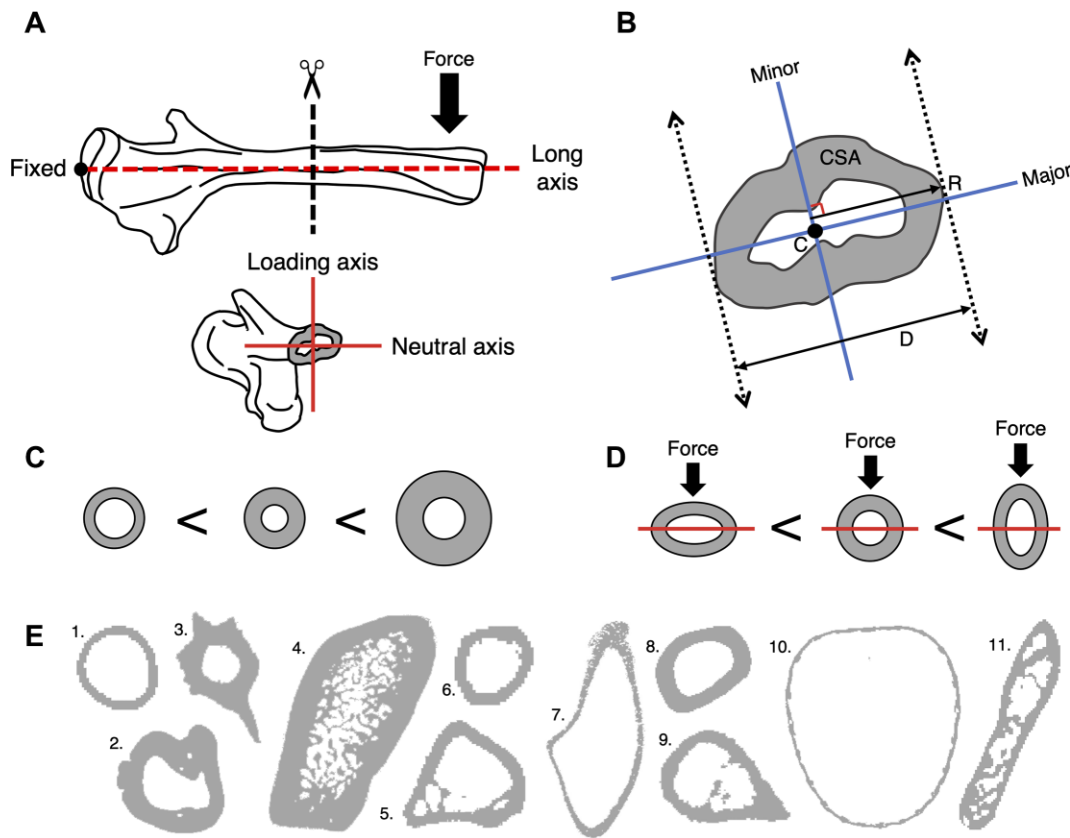 A
Force
Fixed
Long
axis
Loading axis
Neutral axis
B
Minor
CSA
R
Major
C
D
C
<
<
D
Force
Force
Force
<
<
E
1.
2.
3.
4.
5.
6.
7.
8.
9.
10.
11.